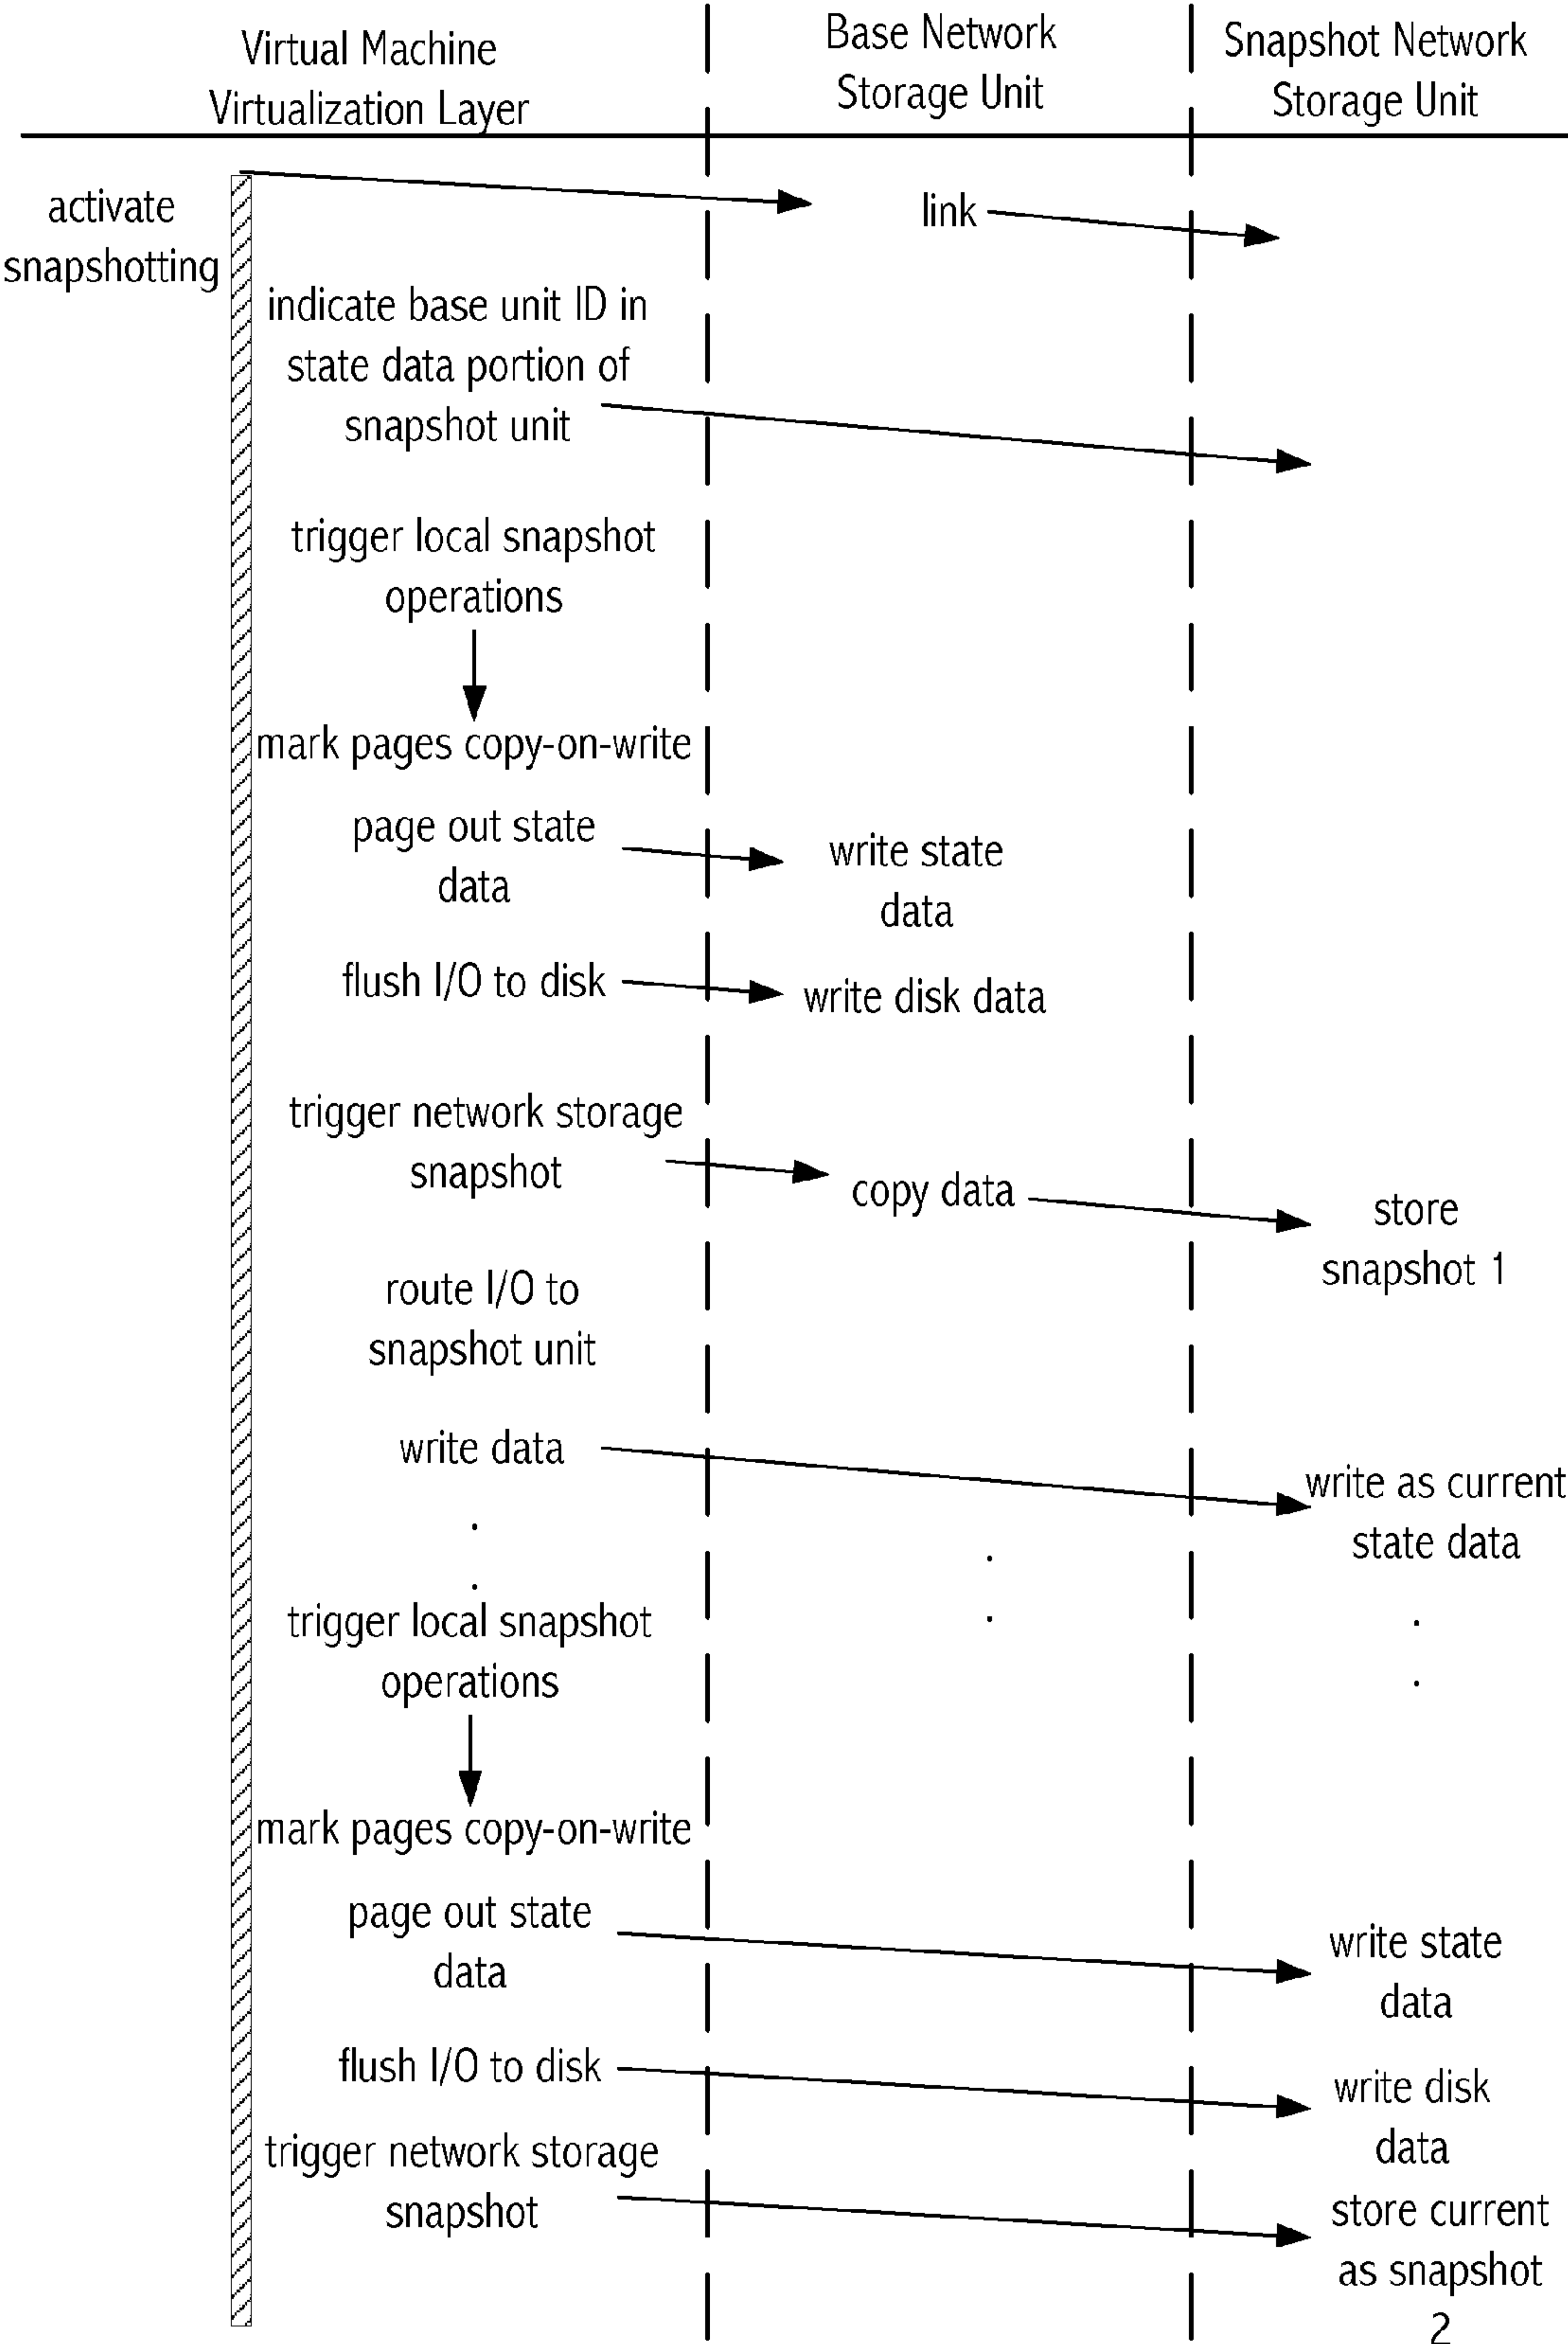 Virtual Machine
Virtualization Layer
Base Network
Storage Unit
Snapshot Network
Storage Unit
activate
snapshotting
link
indicate base unit ID in
state data portion of
snapshot unit
trigger local snapshot
operations
mark pages copy-on-write
page out state
data
write state
data
flush I/O to disk
write disk data
trigger network storage
snapshot
copy data
store
snapshot 1
route I/O to
snapshot unit
write data
write as current
state data
.
.
.
.
.
.
trigger local snapshot
operations
mark pages copy-on-write
page out state
data
write state
data
flush I/O to disk
write disk
data
trigger network storage
snapshot
store current
as snapshot
2